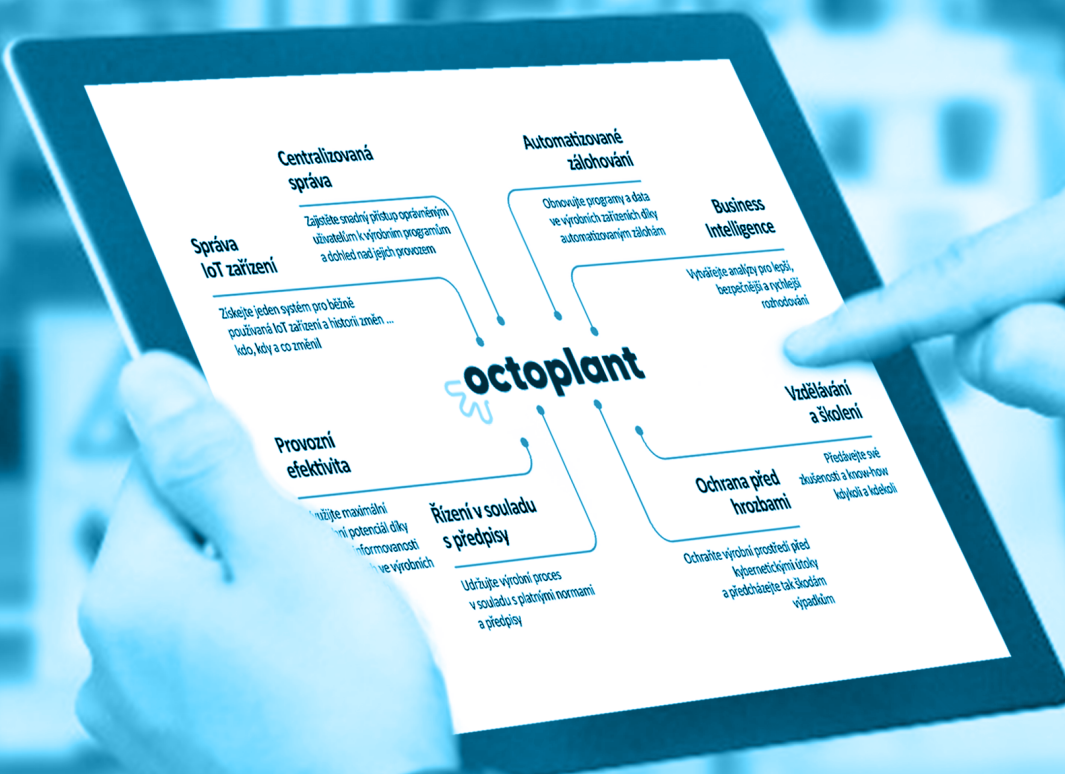 Centralizovaná
správa
Zajistěte snadný přístup oprávněným
uživatelům k výrobním programům
a dohled nad jejich provozem
Automatizované
zálohování
Obnovujte programy a data
ve výrobních zařízeních díky
automatizovaným zálohám
Správa
IoT zařízení
Získejte jeden systém pro běžně
používaná IoT zařízení a historii změn ...
kdo, kdy a co změnil
Business
Intelligence
Vytvářejte analýzy pro lepší,
bezpečnější a rychlejší
rozhodování
octoplant
Provozní
efektivita
maximální
potenciál díky
ve výrobních
Řízení v souladu
s předpisy
Udržujte výrobní proces
v souladu s platnými normami
a předpisy
Ochrana před
hrozbami
Ochraňte výrobní prostředí před
kybernetickými útoky
a předcházejte tak škodám
výpadkům
Vzdělávání
a školení
Předávejte své
zkušenosti a know-how
kdykoli a kdekoli